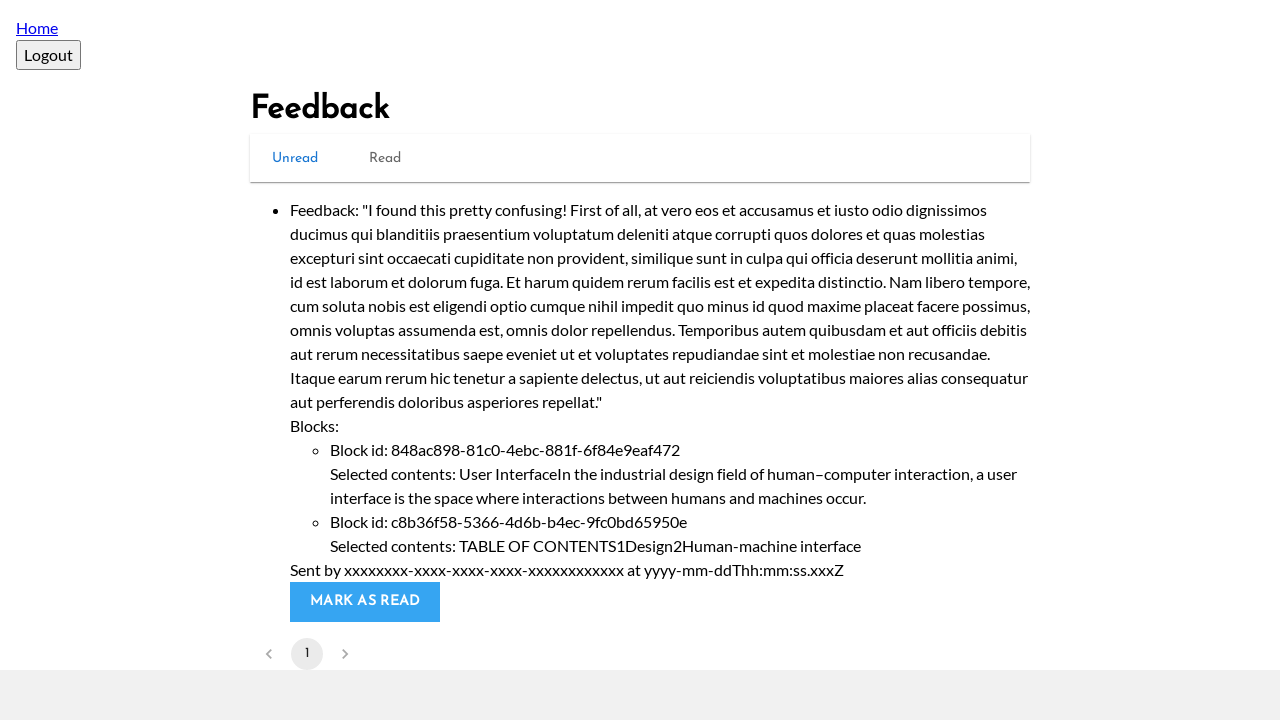 Home
Logout
Feedback
Unread
Read
Feedback: "I found this pretty confusing! First of all, at vero eos et accusamus et iusto odio dignissimos
ducimus qui blanditiis praesentium voluptatum deleniti atque corrupti quos dolores et quas molestias
excepturi sint occaecati cupiditate non provident, similique sunt in culpa qui officia deserunt mollitia animi,
id est laborum et dolorum fuga. Et harum quidem rerum facilis est et expedita distinctio. Nam libero tempore,
cum soluta nobis est eligendi optio cumque nihil impedit quo minus id quod maxime placeat facere possimus,
omnis voluptas assumenda est, omnis dolor repellendus. Temporibus autem quibusdam et aut officiis debitis
aut rerum necessitatibus saepe eveniet ut et voluptates repudiandae sint et molestiae non recusandae.
Itaque earum rerum hic tenetur a sapiente delectus, ut aut reiciendis voluptatibus maiores alias consequatur
aut perferendis doloribus asperiores repellat."
Blocks:
Block id: 848ac898-81c0-4ebc-881f-6f84e9eaf472
Selected contents: User InterfaceIn the industrial design field of human–computer interaction, a user
interface is the space where interactions between humans and machines occur.
Block id: c8b36f58-5366-4d6b-b4ec-9fc0bd65950e
Selected contents: TABLE OF CONTENTS1Design2Human-machine interface
Sent by xxxxxxxx-xxxx-xxxx-xxxx-xxxxxxxxxxxx at yyyy-mm-ddThh:mm:ss.xxxZ
MARK AS READ
1